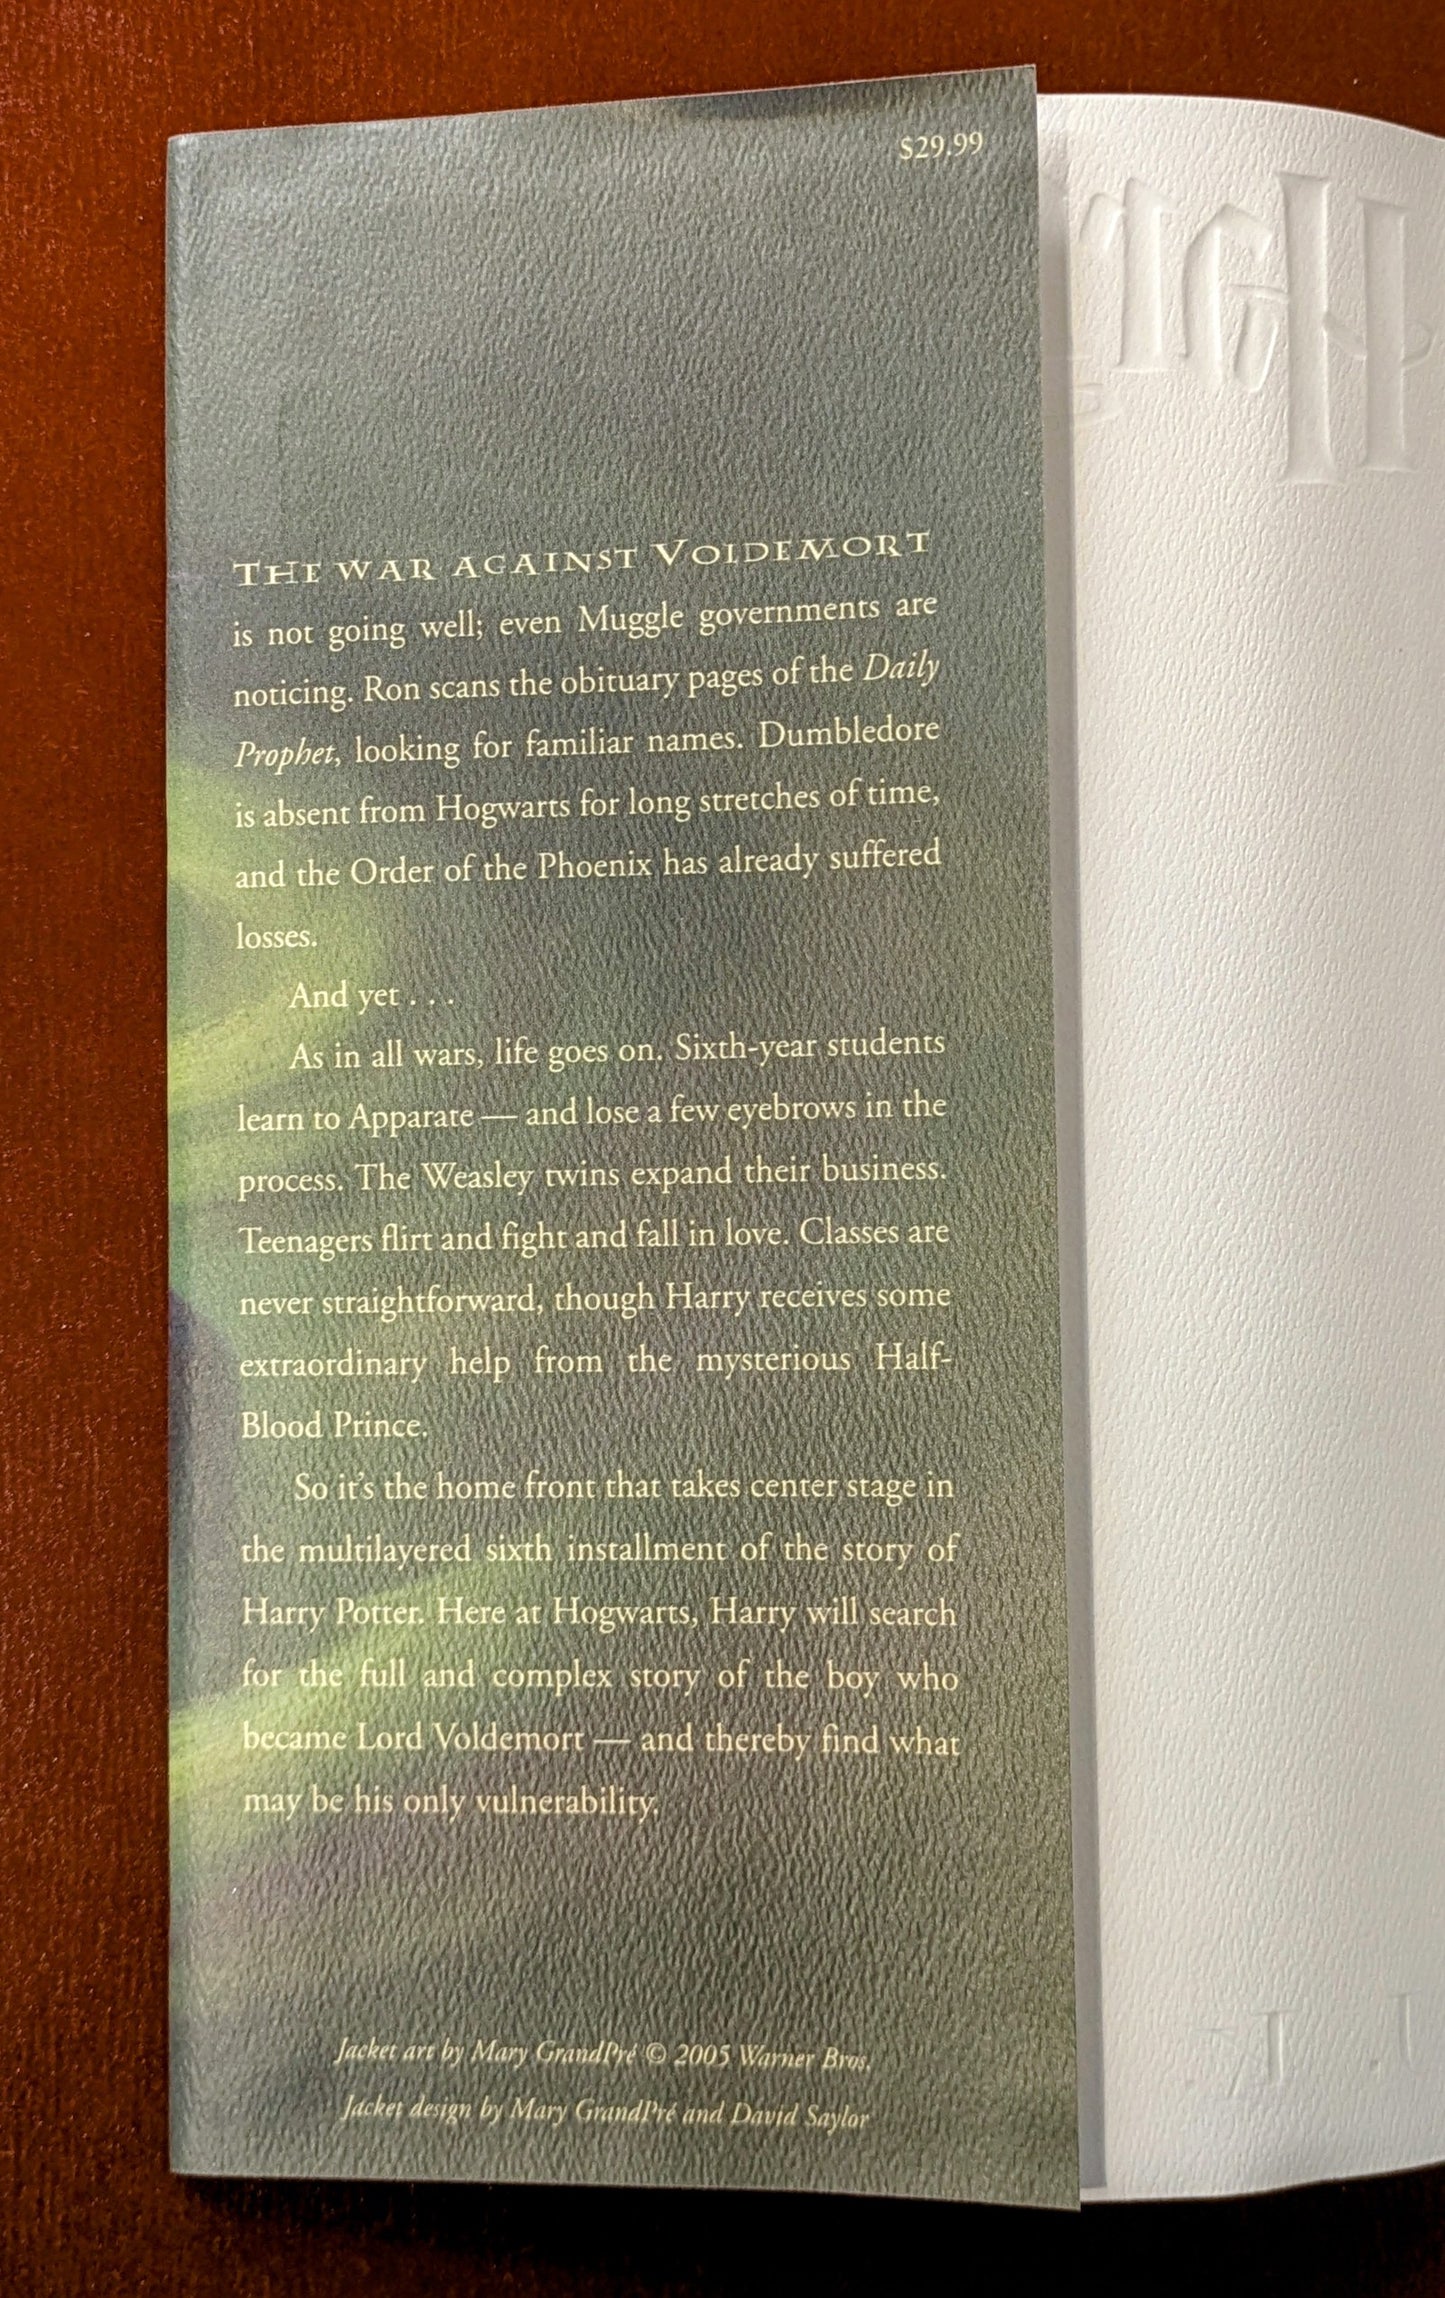 $29.99
THE WAR AGAINST VOLDEMORT
is not going well; even Muggle governments are
noticing. Ron scans the obituary pages of the Daily
Prophet, looking for familiar names. Dumbledore
is absent from Hogwarts for long stretches of time,
and the Order of the Phoenix has already suffered
losses.
And yet . . .
As in all wars, life goes on. Sixth-year students
learn to Apparate — and lose a few eyebrows in the
process. The Weasley twins expand their business.
Teenagers flirt and fight and fall in love. Classes are
never straightforward, though Harry receives some
extraordinary help from the mysterious Half-
Blood Prince.
So it's the home front that takes center stage in
the multilayered sixth installment of the story of
Harry Potter. Here at Hogwarts, Harry will search
for the full and complex story of the boy who
became Lord Voldemort — and thereby find what
may be his only vulnerability.
Jacket art by Mary GrandPré © 2005 Warner Bros.
Jacket design by Mary GrandPré and David Saylor